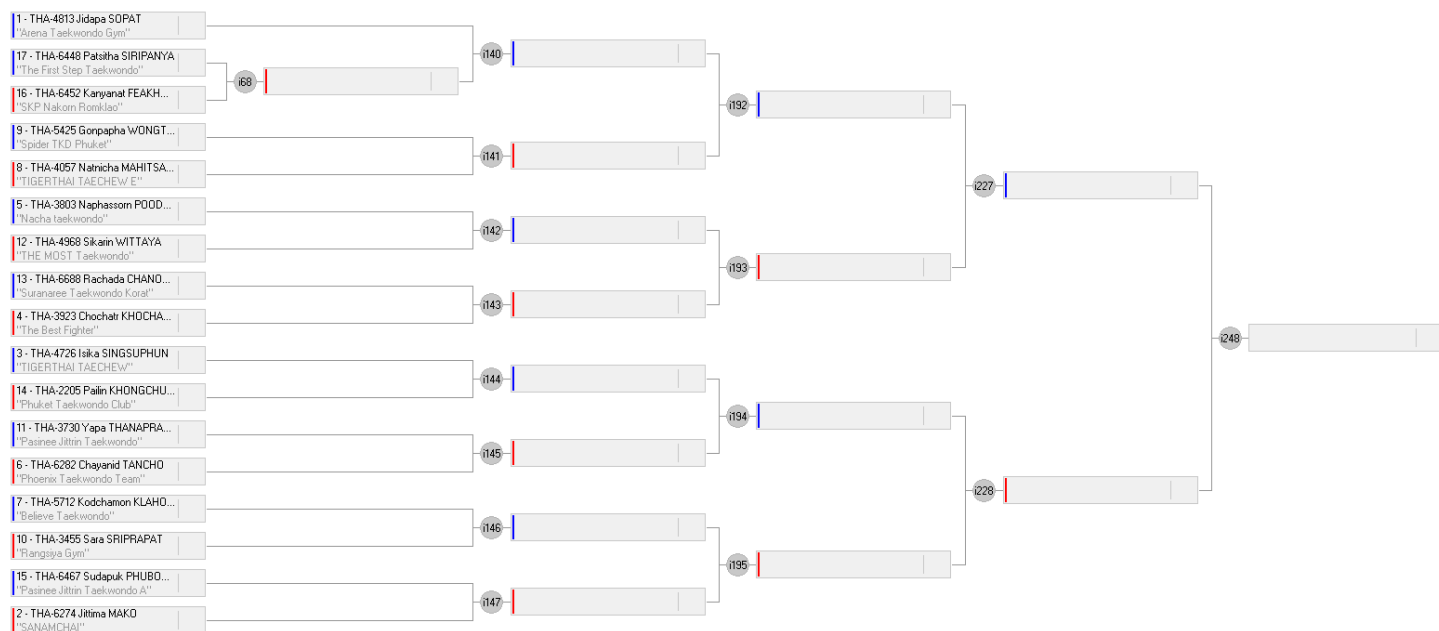 1 - THA-4813 Jidapa SOPAT
"Arena Taekwondo Gym"
17 - THA-6448 Patsitha SIRIPANYA
"The First Step Taekwondo"
16 - THA-6452 Kanyanat FEAKH...
"SKP Nakorn Romklao"
9 - THA-5425 Gonpapha WONGT...
"Spider TKD Phuket"
8 - THA-4057 Natnicha MAHITSA...
"TIGERTHAI TAECHEW E"
5 - THA-3803 Naphassorn POOD...
"Nacha taekwondo"
12 - THA-4968 Sikarin WITTAYA
"THE MOST Taekwondo"
13 - THA-6688 Rachada CHANO...
"Suranaree Taekwondo Korat"
4 - THA-3923 Chochatr KHOCHA...
"The Best Fighter"
3 - THA-4726 Isika SINGSUPHUN
"TIGERTHAI TAECHEW"
14 - THA-2205 Pailin KHONGCHU...
"Phuket Taekwondo Club"
11 - THA-3730 Yapa THANAPRA...
"Pasinee Jittrin Taekwondo"
6 - THA-6282 Chayanid TANCHO
"Phoenix Taekwondo Team"
7 - THA-5712 Kodchamon KLAHO...
"Believe Taekwondo"
10 - THA-3455 Sara SRIPRAPAT
"Rangsiya Gym"
15 - THA-6467 Sudapuk PHUBO...
"Pasinee Jittrin Taekwondo A"
2 - THA-6274 Jittima MAKO
"SANAMCHAI"
i68
i140
i141
i142
i143
i144
i145
i146
i147
i192
i193
i194
i195
i227
i228
i248